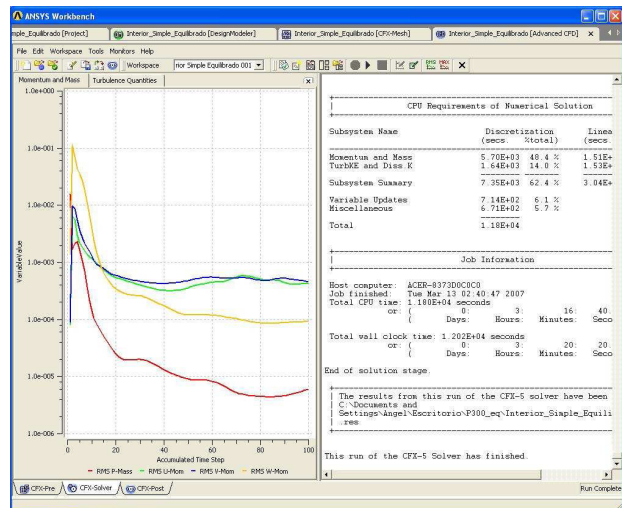 ANSYS Workbench
mple_Equilibrado [Project]
Interior_Simple_Equilibrado [DesignModeler]
Interior_Simple_Equilibrado [CFX-Mesh]
Interior_Simple_Equilibrado [Advanced CFD]
File Edit Workspace Tools Monitors Help
Workspace
rior Simple Equilibrado 001
Momentum and Mass
Turbulence Quantities
1.0e+000
1.0e-001
1.0e-002
1.0e-003
1.0e-004
1.0e-005
1.0e-006
Variable Value
0 20 40 60 80 100
Accumulated Time Step
RMS P-Mass RMS U-Mom RMS V-Mom RMS W-Mom
CPU Requirements of Numerical Solution
Subsystem Name Discretization Linea
(secs. %total) (secs.
Momentum and Mass 5.70E+03 48.4 % 1.51E+
TurbKE and Diss.K 1.64E+03 14.0 % 1.53E+
Subsystem Summary 7.35E+03 62.4 % 3.04E+
Variable Updates 7.14E+02 6.1 %
Miscellaneous 6.71E+02 5.7 %
Total 1.18E+04
Job Information
Host computer: ACER-8373D0C0C0
Job finished: Tue Mar 13 02:40:47 2007
Total CPU time: 1.180E+04 seconds
or: ( 0: 3: 16: 40.
( Days: Hours: Minutes: Seco
Total wall clock time: 1.202E+04 seconds
or: ( 0: 3: 20: 20.
( Days: Hours: Minutes: Seco
End of solution stage.
The results from this run of the CFX-5 solver have been
C:\Documents and
Settings\Angel\Escritorio\P300_eq\Interior_Simple_Equili
.res
This run of the CFX-5 Solver has finished.
CFX-Pre
CFX-Solver
CFX-Post
Run Complete